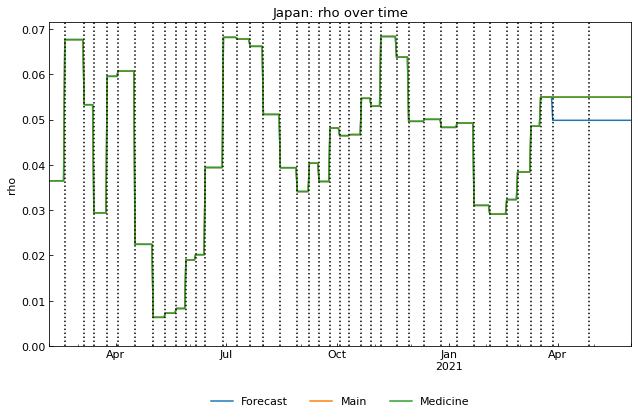 Japan: rho over time
0.07
0.06
0.05
0.04
0.03
0.02
0.01
0.00
rho
Apr Jul Oct Jan Apr
2021
Forecast Main Medicine